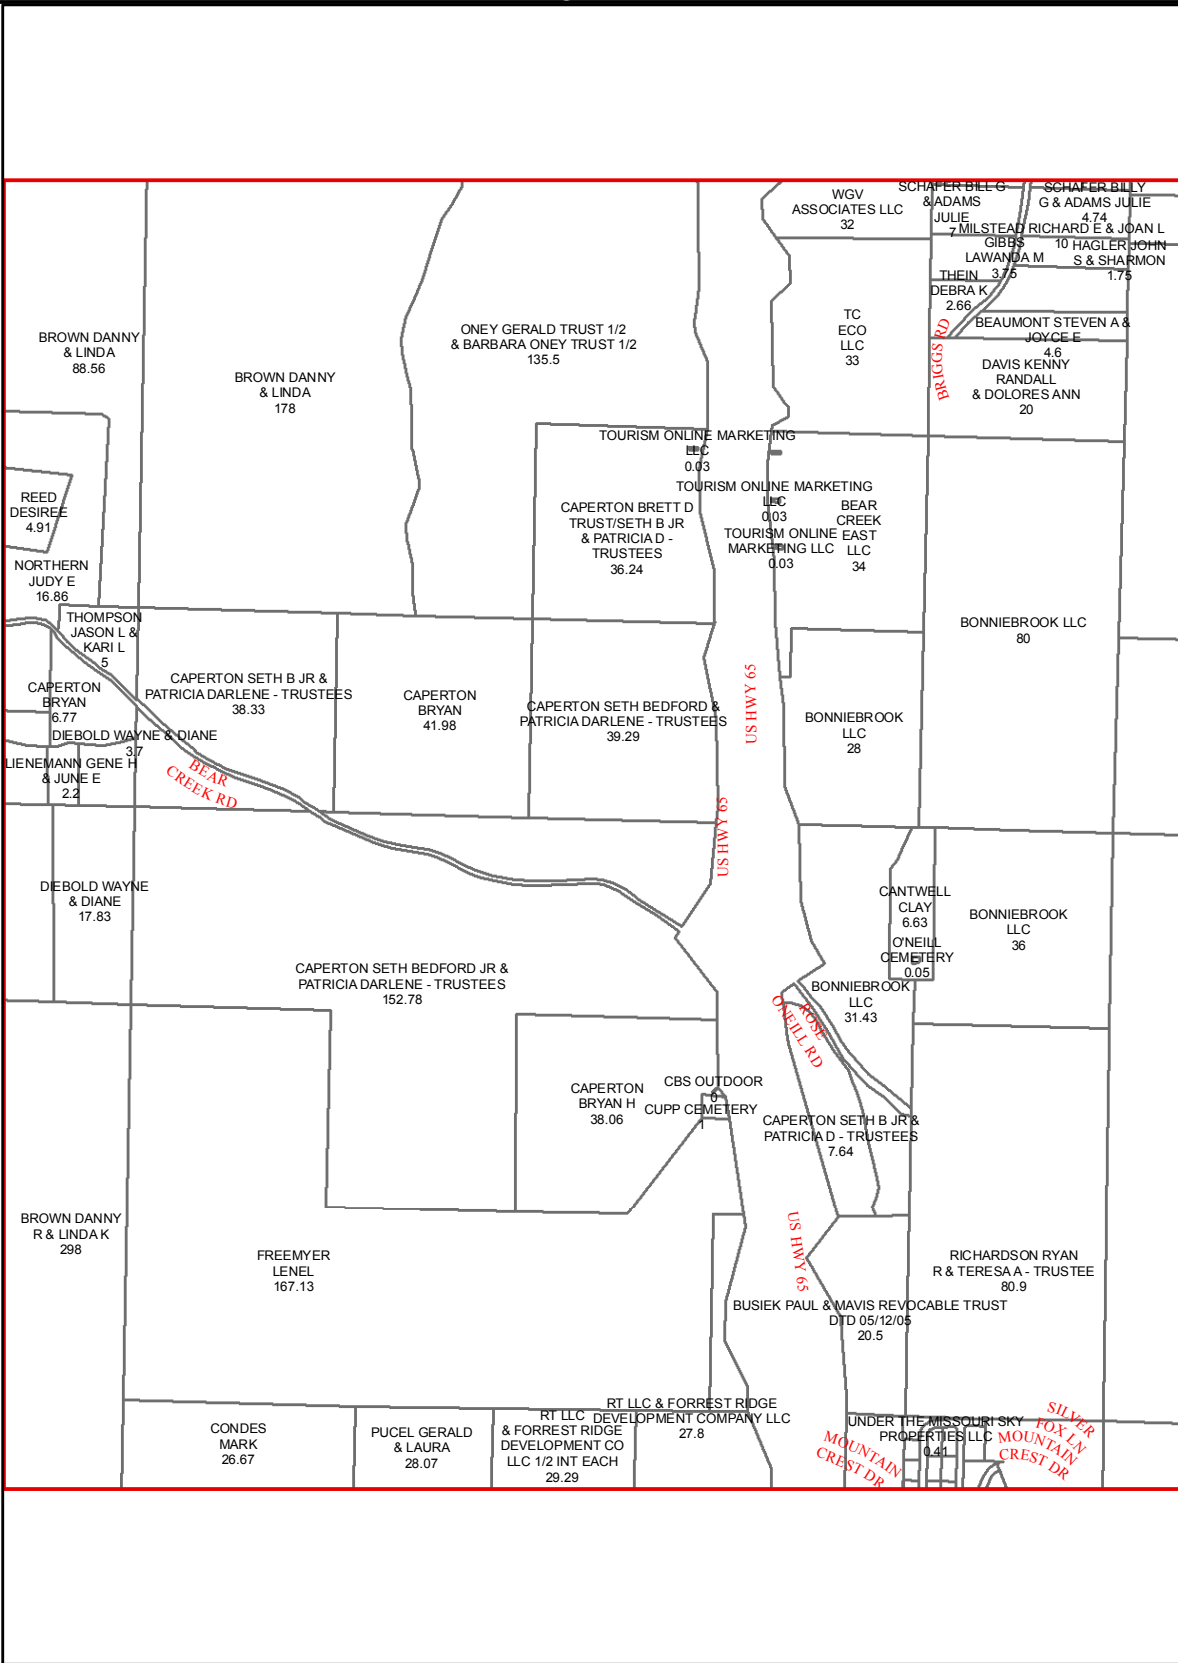 WGV
ASSOCIATES LLC
32
SCHAFER BILL G
& ADAMS
JULIE
7
SCHAFER BILLY
G & ADAMS JULIE
4.74
MILSTEAD RICHARD E & JOAN L
10
GIBBS
LAWANDA M
3.75
HAGLER JOHN
S & SHARMON
1.75
THEIN
DEBRA K
2.66
BEAUMONT STEVEN A &
JOYCE E
4.6
BRIGGS RD
DAVIS KENNY
RANDALL
& DOLORES ANN
20
TC
ECO
LLC
33
ONEY GERALD TRUST 1/2
& BARBARA ONEY TRUST 1/2
135.5
BROWN DANNY
& LINDA
88.56
BROWN DANNY
& LINDA
178
TOURISM ONLINE MARKETING
LLC
0.03
TOURISM ONLINE MARKETING
LLC
0.03
TOURISM ONLINE
MARKETING LLC
0.03
BEAR
CREEK
EAST
LLC
34
CAPERTON BRETT D
TRUST/SETH B JR
& PATRICIA D -
TRUSTEES
36.24
REED
DESIREE
4.91
NORTHERN
JUDY E
16.86
THOMPSON
JASON L &
KARI L
5
BONNIEBROOK LLC
80
CAPERTON
BRYAN
6.77
CAPERTON SETH B JR &
PATRICIA DARLENE - TRUSTEES
38.33
CAPERTON
BRYAN
41.98
CAPERTON SETH BEDFORD &
PATRICIA DARLENE - TRUSTEES
39.29
US HWY 65
BONNIEBROOK
LLC
28
DIEBOLD WAYNE & DIANE
3.7
LIENEMANN GENE H
& JUNE E
2.2
BEAR
CREEK RD
US HWY 65
DIEBOLD WAYNE
& DIANE
17.83
CANTWELL
CLAY
6.63
O'NEILL
CEMETERY
0.05
BONNIEBROOK
LLC
36
CAPERTON SETH BEDFORD JR &
PATRICIA DARLENE - TRUSTEES
152.78
BONNIEBROOK
LLC
31.43
ROSE
ONEILL RD
CAPERTON
BRYAN H
38.06
CBS OUTDOOR
0
CUPP CEMETERY
1
CAPERTON SETH B JR &
PATRICIA D - TRUSTEES
7.64
BROWN DANNY
R & LINDA K
298
FREEMYER
LENEL
167.13
US HWY 65
RICHARDSON RYAN
R & TERESA A - TRUSTEE
80.9
BUSIEK PAUL & MAVIS REVOCABLE TRUST
DTD 05/12/05
20.5
CONDES
MARK
26.67
PUCEL GERALD
& LAURA
28.07
RT LLC
& FORREST RIDGE
DEVELOPMENT CO
LLC 1/2 INT EACH
29.29
RT LLC & FORREST RIDGE
DEVELOPMENT COMPANY LLC
27.8
UNDER THE MISSOURI SKY
PROPERTIES LLC
0.41
MOUNTAIN
CREST DR
SILVER
FOX LN
MOUNTAIN
CREST DR